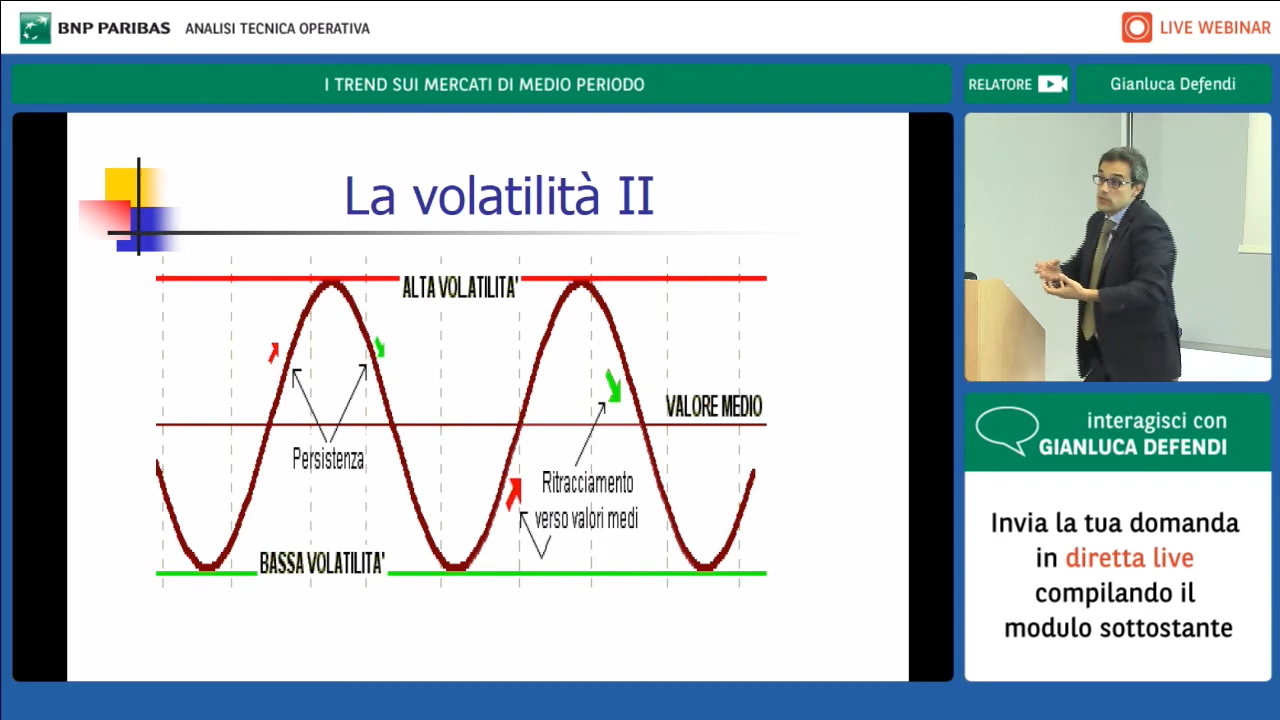 BNP PARIBAS ANALISI TECNICA OPERATIVA
LIVE WEBINAR
I TREND SUI MERCATI DI MEDIO PERIODO
RELATORE
Gianluca Defendi
La volatilità II
ALTA VOLATILITA'
VALORE MEDIO
Persistenza
Ritracciamento
verso valori medi
BASSA VOLATILITA'
interagisci con
GIANLUCA DEFENDI
Invia la tua domanda
in diretta live
compilando il
modulo sottostante